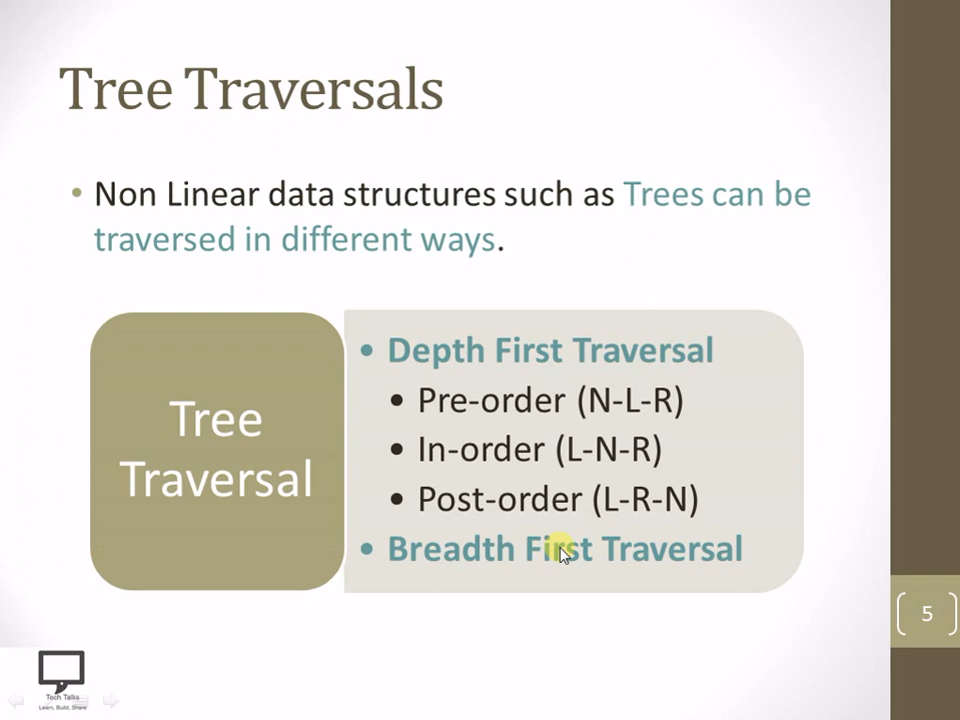 Tree Traversals
• Non Linear data structures such as Trees can be
traversed in different ways.
Tree
Traversal
• Depth First Traversal
• Pre-order (N-L-R)
• In-order (L-N-R)
• Post-order (L-R-N)
• Breadth First Traversal
5
Tech Talks
Learn, Build, Share